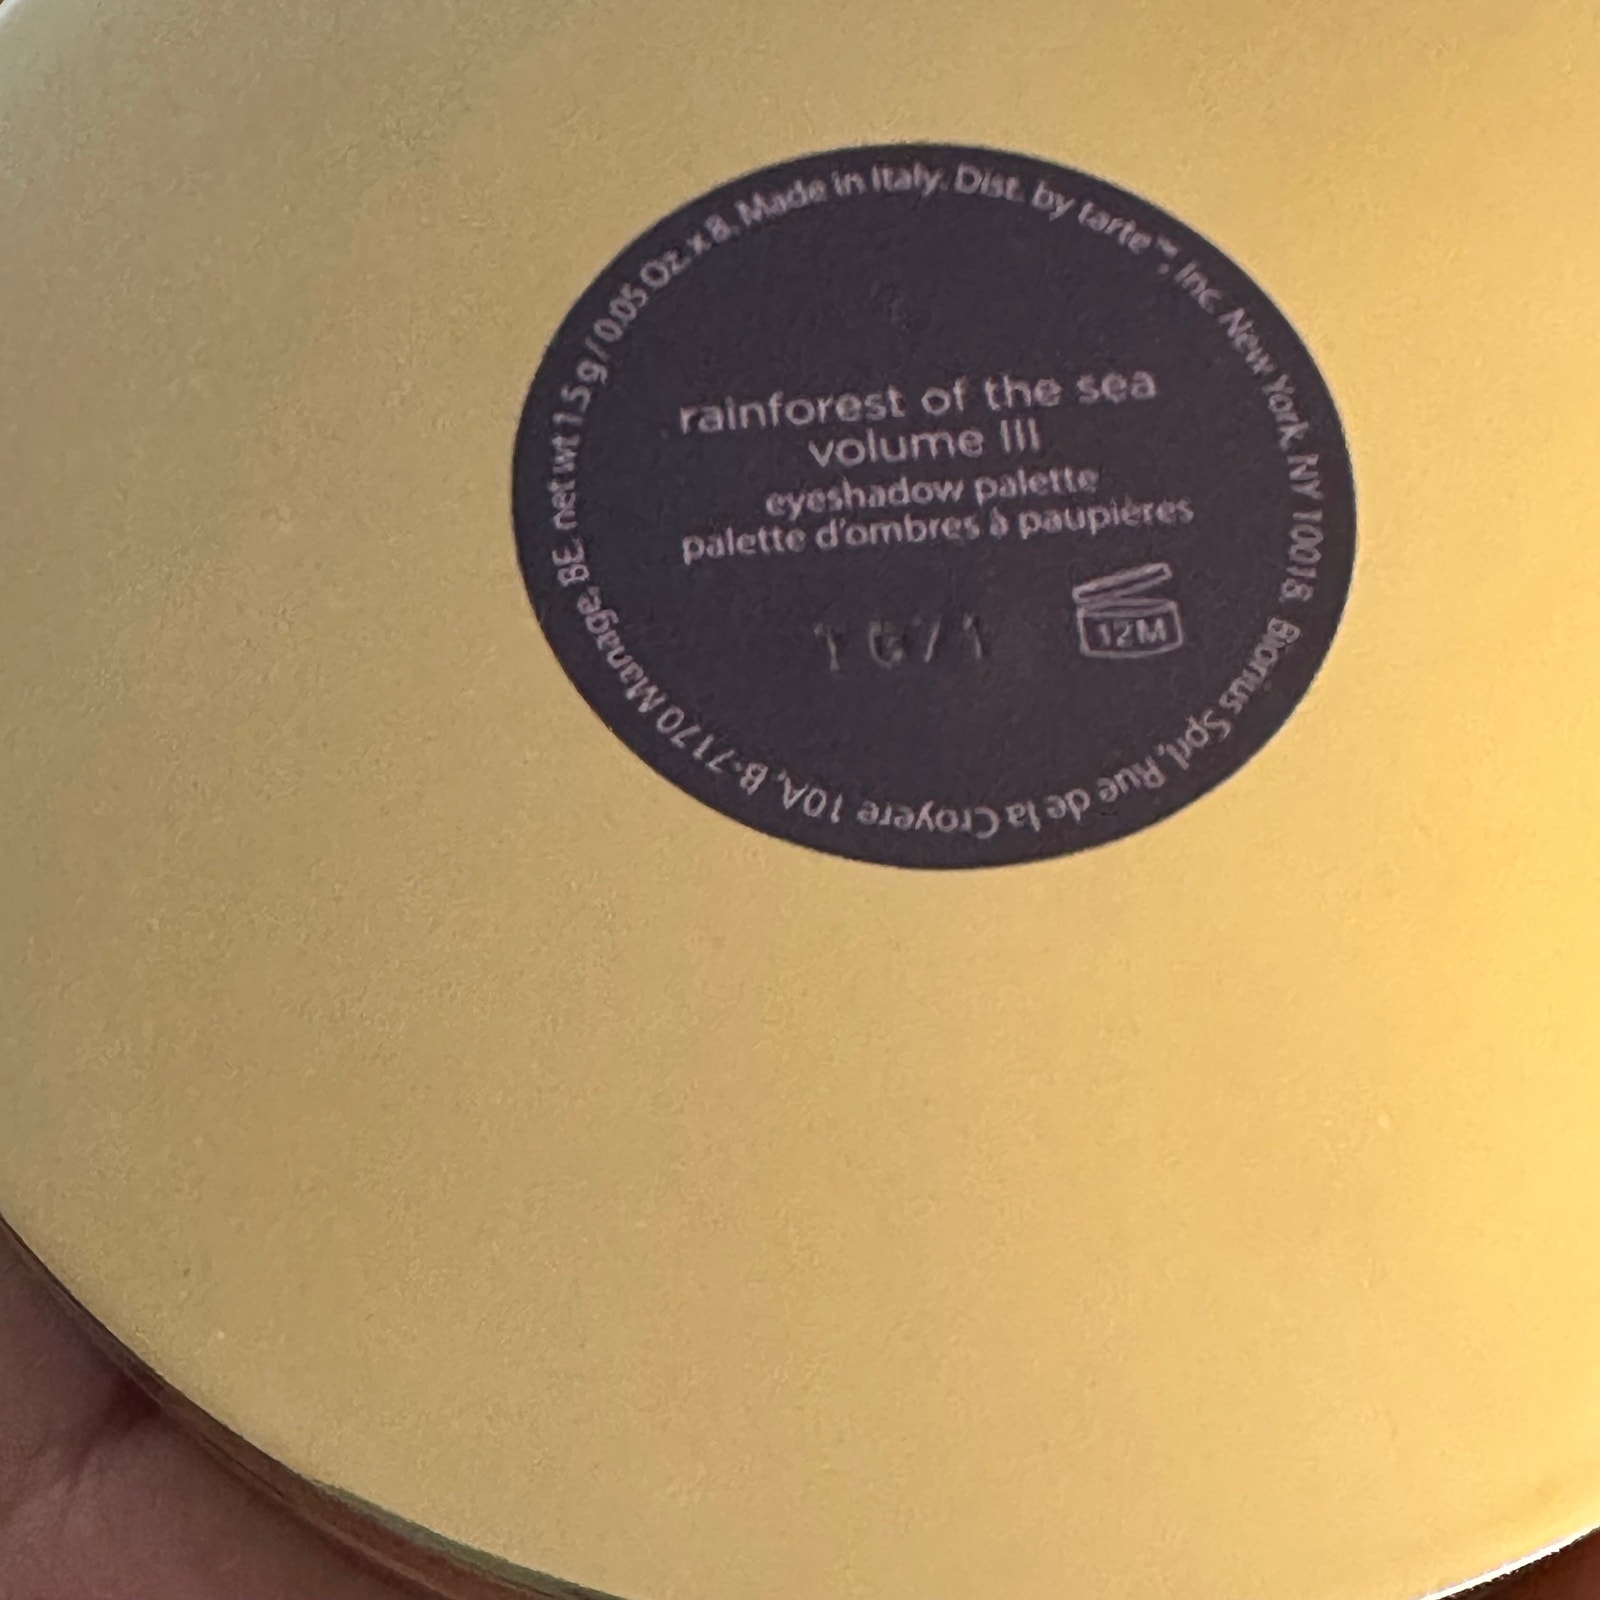 rainforest of the sea
volume III
eyeshadow palette
palette d'ombres à paupières
12M
net wt 1.5 g / 0.05 Oz. x 8. Made in Italy. Dist. by tarte™, Inc. New York, NY 10018. Biorius Sprl, Rue de la Croyere 10A, B-7170 Manage, BE.